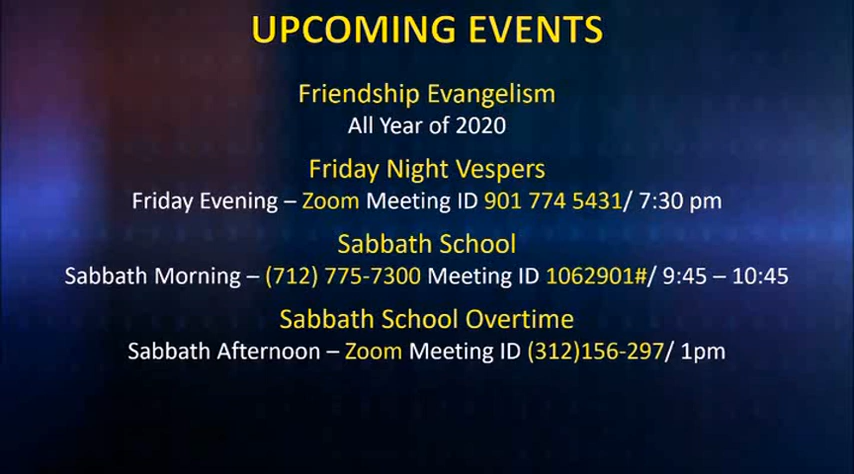 UPCOMING EVENTS
Friendship Evangelism
All Year of 2020
Friday Night Vespers
Friday Evening – Zoom Meeting ID 901 774 5431/ 7:30 pm
Sabbath School
Sabbath Morning – (712) 775-7300 Meeting ID 1062901#/ 9:45 – 10:45
Sabbath School Overtime
Sabbath Afternoon – Zoom Meeting ID (312)156-297/ 1pm